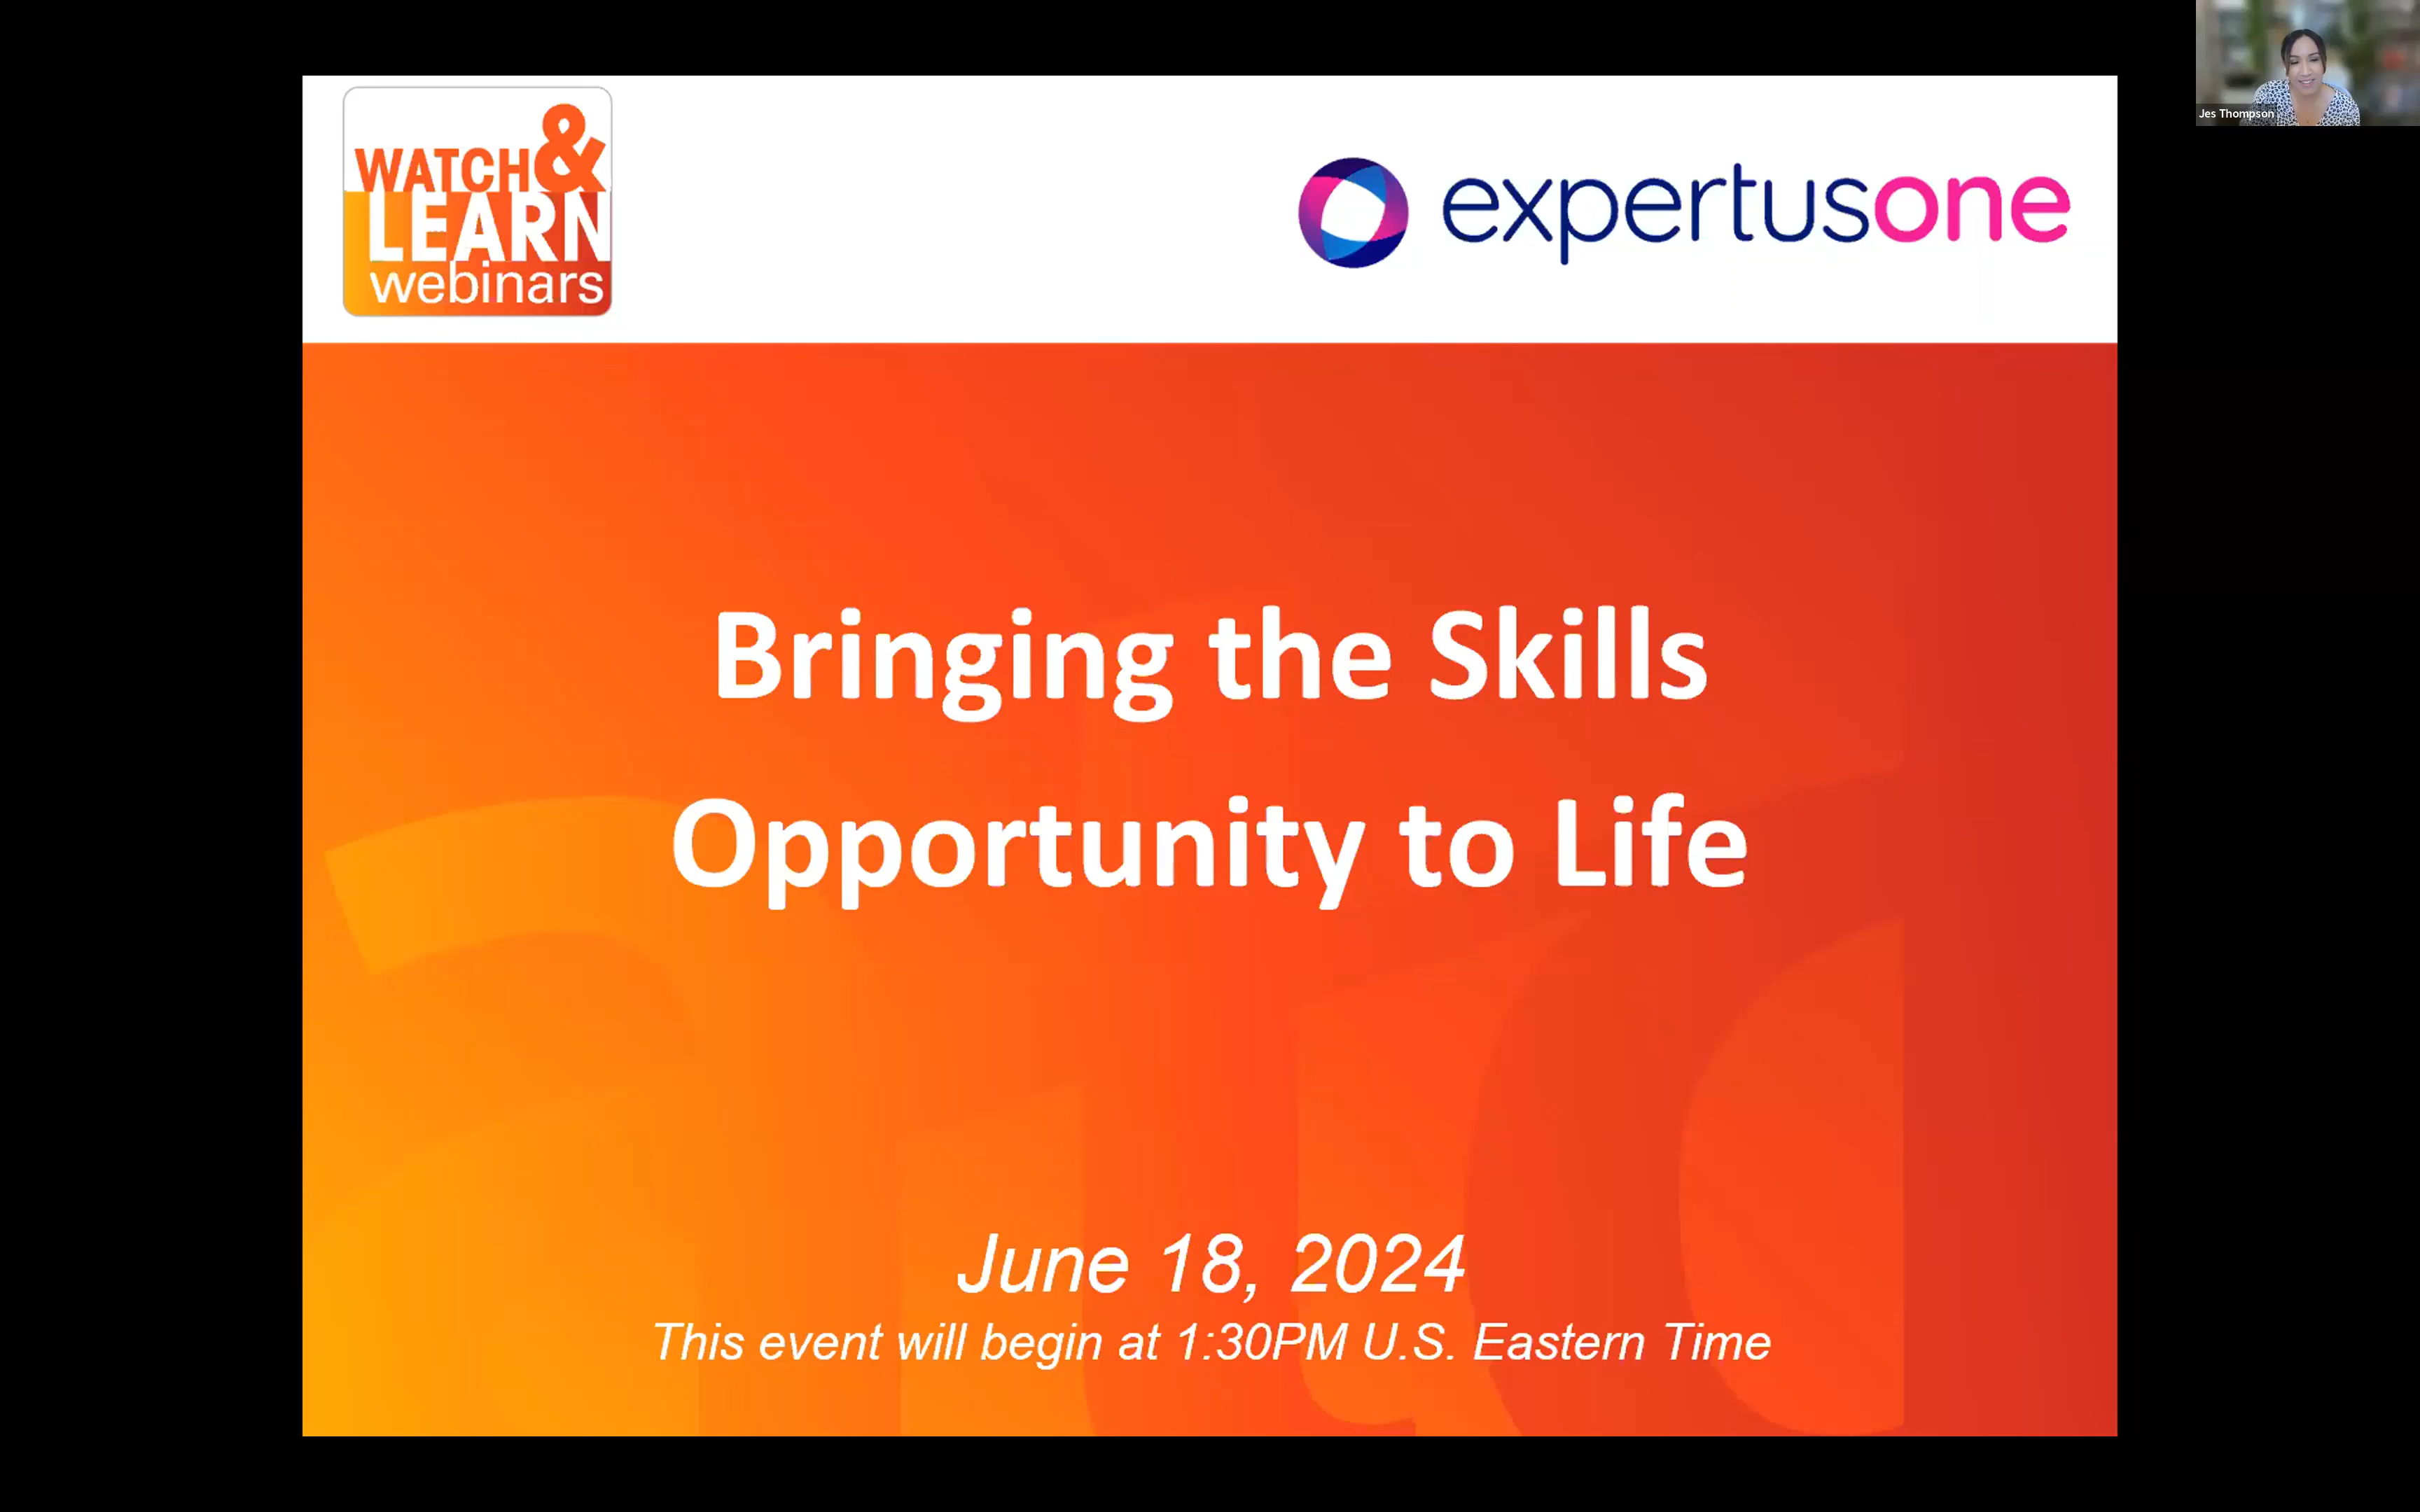 WATCH &
LEARN
webinars
expertusone
Jes Thompson
Bringing the Skills
Opportunity to Life
June 18, 2024
This event will begin at 1:30PM U.S. Eastern Time